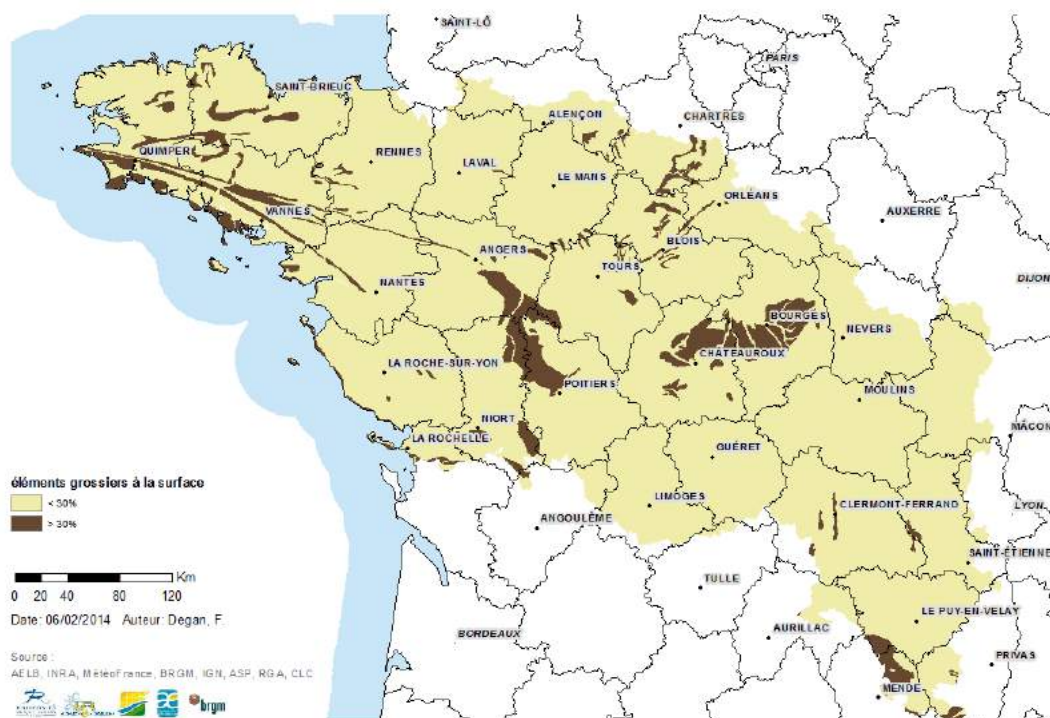 SAINT-LÔ
PARIS
SAINT-BRIEUC
ALENÇON
CHARTRES
QUIMPER
RENNES
LAVAL
LE MANS
ORLÉANS
AUXERRE
VANNES
BLOIS
ANGERS
TOURS
DIJON
NANTES
BOURGES
NEVERS
CHÂTEAUROUX
LA ROCHE-SUR-YON
POITIERS
MOULINS
NIORT
MÂCON
LA ROCHELLE
GUÉRET
éléments grossiers à la surface
< 30%
> 30%
LIMOGES
CLERMONT-FERRAND
LYON
ANGOULÊME
SAINT-ÉTIENNE
Km
0 20 40 80 120
TULLE
LE PUY-EN-VELAY
Date: 06/02/2014 Auteur: Degan, F.
BORDEAUX
AURILLAC
PRIVAS
Source :
AELB, INRA, MétéoFrance, BRGM, IGN, ASP, RGA, CLC
MENDE
brgm